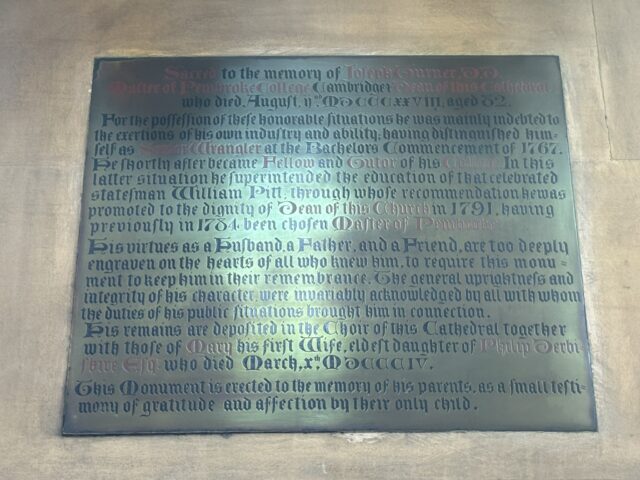 Sacred to the memory of Joseph Turner, D.D.
Master of Pembroke College Cambridge; Dean of this Cathedral
who died, August, yᵉ MDCCCXXVIII, aged 82.
For the poſſeſſion of theſe honorable ſituations he was mainly indebted to
the exertions of his own induſtry and ability, having diſtinguiſhed him-
ſelf as Senior Wrangler at the Bachelors Commencement of 1767.
He ſhortly after became Fellow and Tutor of his College. In this
latter situation he ſuperintended the education of that celebrated
stateſman William Pitt, through whose recommendation he was
promoted to the dignity of Dean of this Church in 1791, having
previously in 1784 been choſen Master of Pembroke
His virtues as a Husband, a Father, and a Friend, are too deeply
engraven on the hearts of all who knew him, to require this monu=
ment to keep him in their remembrance. The general uprightneſs and
integrity of his character, were invariably acknowledged by all with whom
the duties of his public ſituations brought him in connection.
His remains are depoſited in the Choir of this Cathedral together
with those of Mary his firſt Wife, eldest daughter of Philip Derbi=
ſhire Eſq. who died March, xᵗʰ MDCCCIV.
This Monument is erected to the memory of his parents, as a ſmall teſti-
mony of gratitude and affection by their only child.